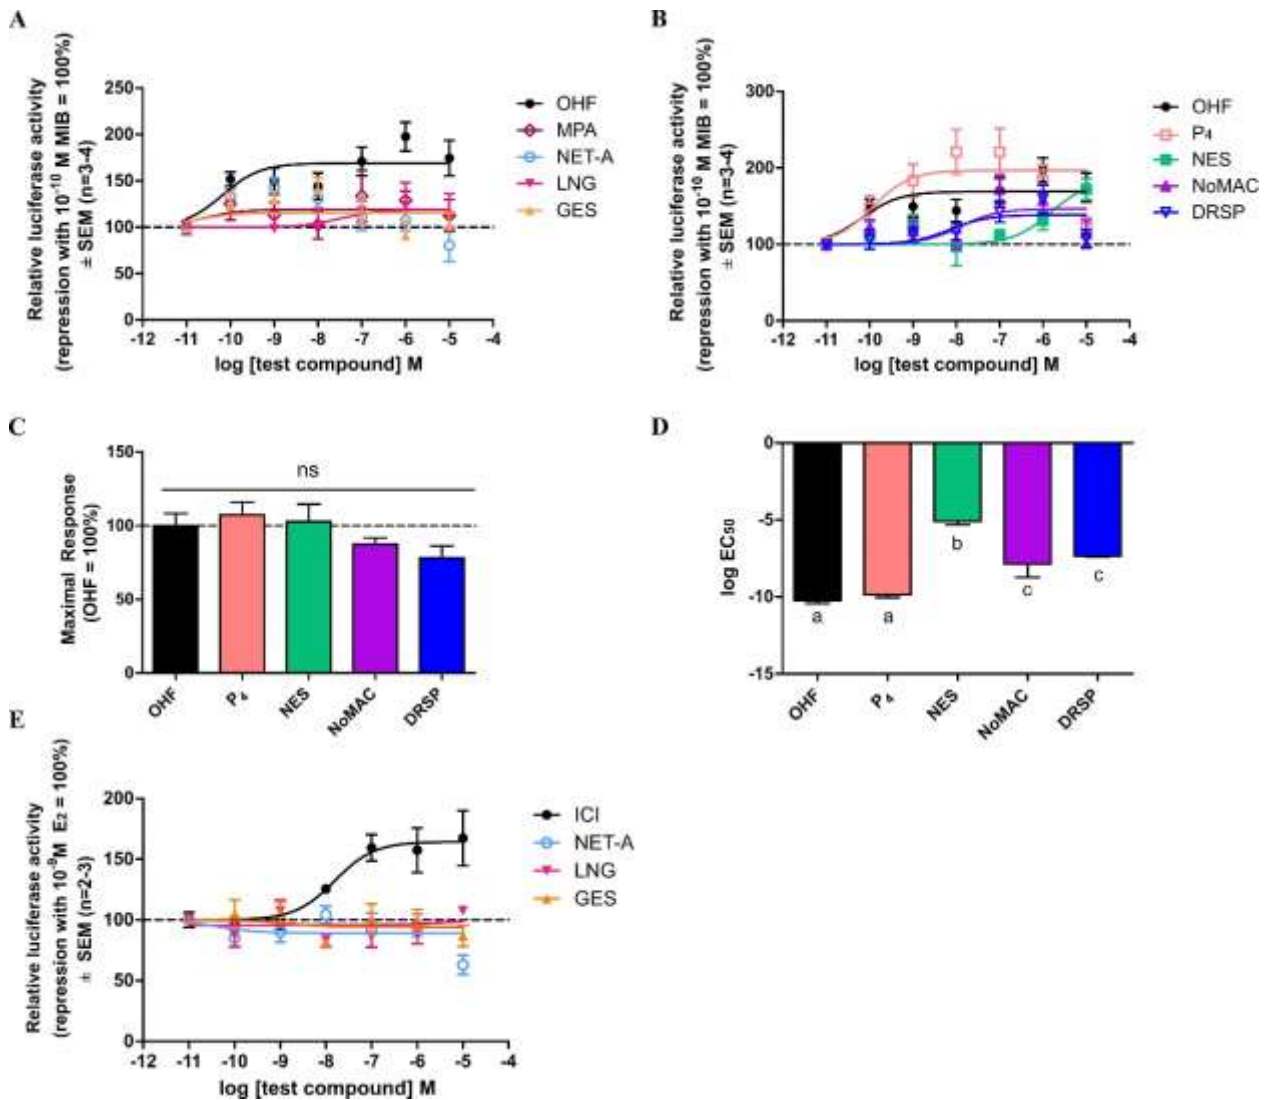 A
Relative luciferase activity
(repression with 10⁻¹⁰ M MIB = 100%)
± SEM (n=3-4)
250
200
150
100
50
0
-12 -11 -10 -9 -8 -7 -6 -5 -4
log [test compound] M
OHF
MPA
NET-A
LNG
GES
B
Relative luciferase activity
(repression with 10⁻¹⁰ M MIB = 100%)
± SEM (n=3-4)
300
200
100
0
-12 -11 -10 -9 -8 -7 -6 -5 -4
log [test compound] M
OHF
P₄
NES
NoMAC
DRSP
C
Maximal Response
(OHF = 100%)
150
100
50
0
ns
OHF P₄ NES NoMAC DRSP
D
log EC₅₀
0
-5
-10
-15
a a b c c
OHF P₄ NES NoMAC DRSP
E
Relative luciferase activity
(repression with 10⁻⁹M E₂ = 100%)
± SEM (n=2-3)
200
150
100
50
0
-12 -11 -10 -9 -8 -7 -6 -5 -4
log [test compound] M
ICI
NET-A
LNG
GES